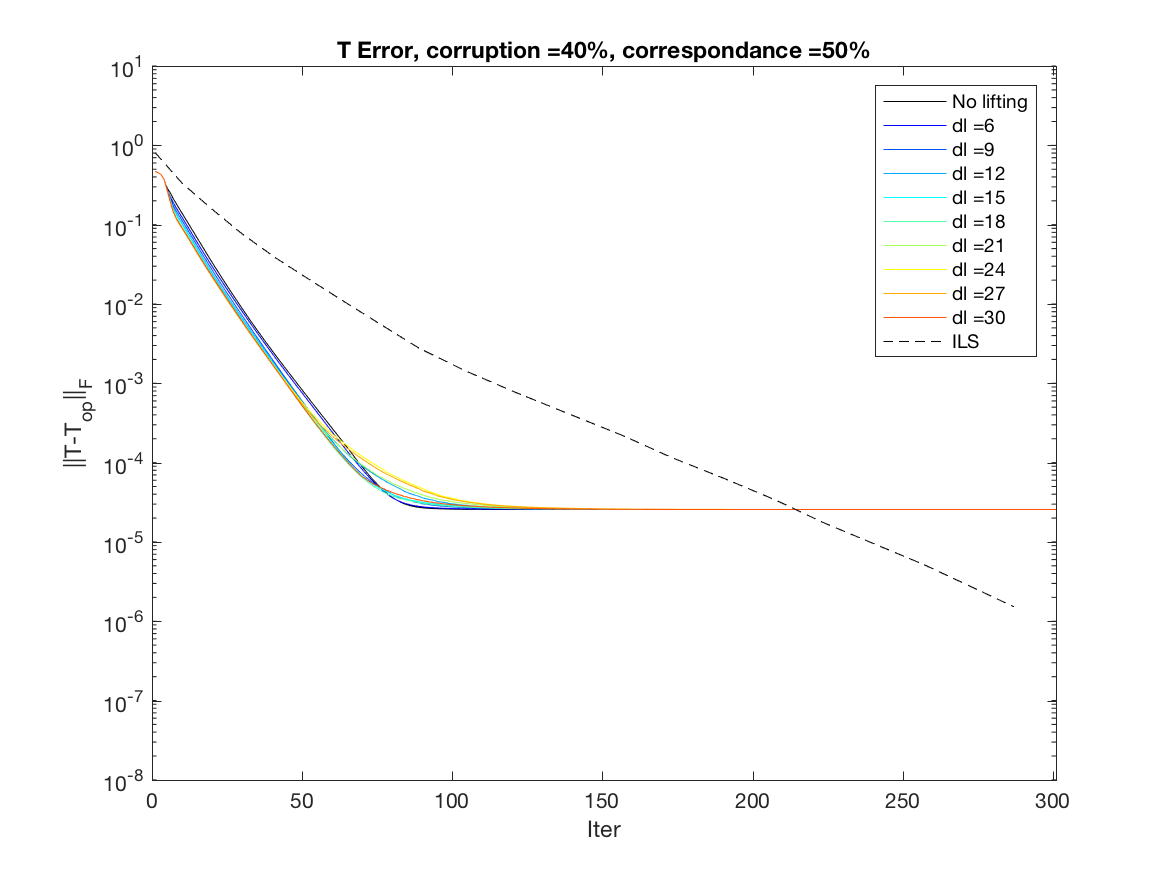 T Error, corruption =40%, correspondance =50%
10^1
10^0
10^-1
10^-2
10^-3
10^-4
10^-5
10^-6
10^-7
10^-8
||T-T_op||_F
No lifting
dl =6
dl =9
dl =12
dl =15
dl =18
dl =21
dl =24
dl =27
dl =30
ILS
0 50 100 150 200 250 300
Iter